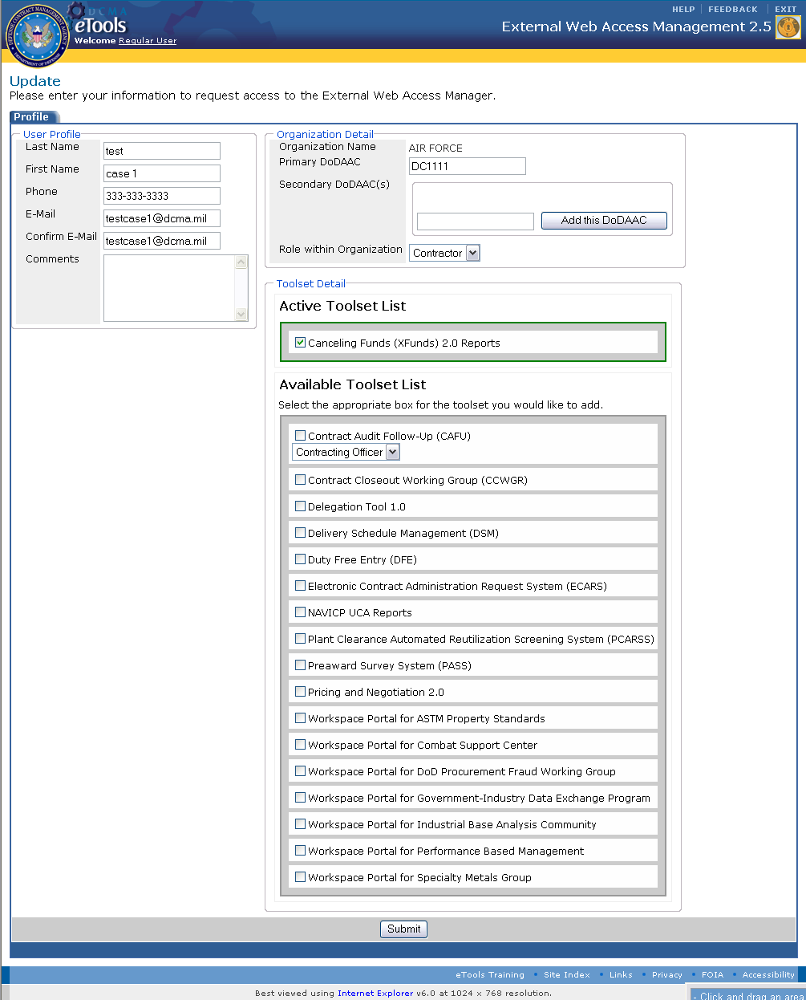 HELP FEEDBACK EXIT
DCMA
eTools
Welcome Regular User
External Web Access Management 2.5
DEFENSE CONTRACT MANAGEMENT AGENCY
DEPARTMENT OF DEFENSE
Update
Please enter your information to request access to the External Web Access Manager.
Profile
User Profile
Last Name test
First Name case 1
Phone 333-333-3333
E-Mail testcase1@dcma.mil
Confirm E-Mail testcase1@dcma.mil
Comments
Organization Detail
Organization Name AIR FORCE
Primary DoDAAC DC1111
Secondary DoDAAC(s)
Add this DoDAAC
Role within Organization Contractor
Toolset Detail
Active Toolset List
Canceling Funds (XFunds) 2.0 Reports
Available Toolset List
Select the appropriate box for the toolset you would like to add.
Contract Audit Follow-Up (CAFU)
Contracting Officer
Contract Closeout Working Group (CCWGR)
Delegation Tool 1.0
Delivery Schedule Management (DSM)
Duty Free Entry (DFE)
Electronic Contract Administration Request System (ECARS)
NAVICP UCA Reports
Plant Clearance Automated Reutilization Screening System (PCARSS)
Preaward Survey System (PASS)
Pricing and Negotiation 2.0
Workspace Portal for ASTM Property Standards
Workspace Portal for Combat Support Center
Workspace Portal for DoD Procurement Fraud Working Group
Workspace Portal for Government-Industry Data Exchange Program
Workspace Portal for Industrial Base Analysis Community
Workspace Portal for Performance Based Management
Workspace Portal for Specialty Metals Group
Submit
eTools Training • Site Index • Links • Privacy • FOIA • Accessibility
Best viewed using Internet Explorer v6.0 at 1024 x 768 resolution.
- Click and drag an area